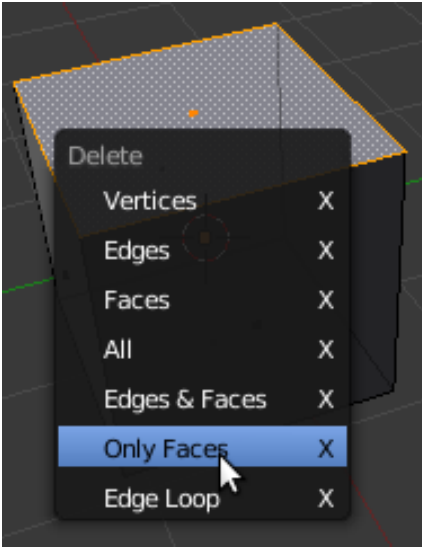 Delete
Vertices X
Edges X
Faces X
All X
Edges & Faces X
Only Faces X
Edge Loop X